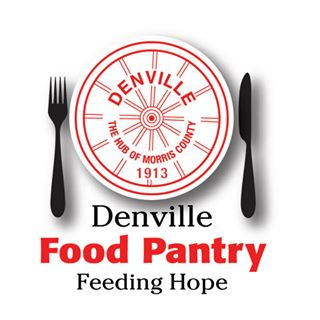 DENVILLE
THE HUB OF MORRIS COUNTY
1913
Denville
Food Pantry
Feeding Hope